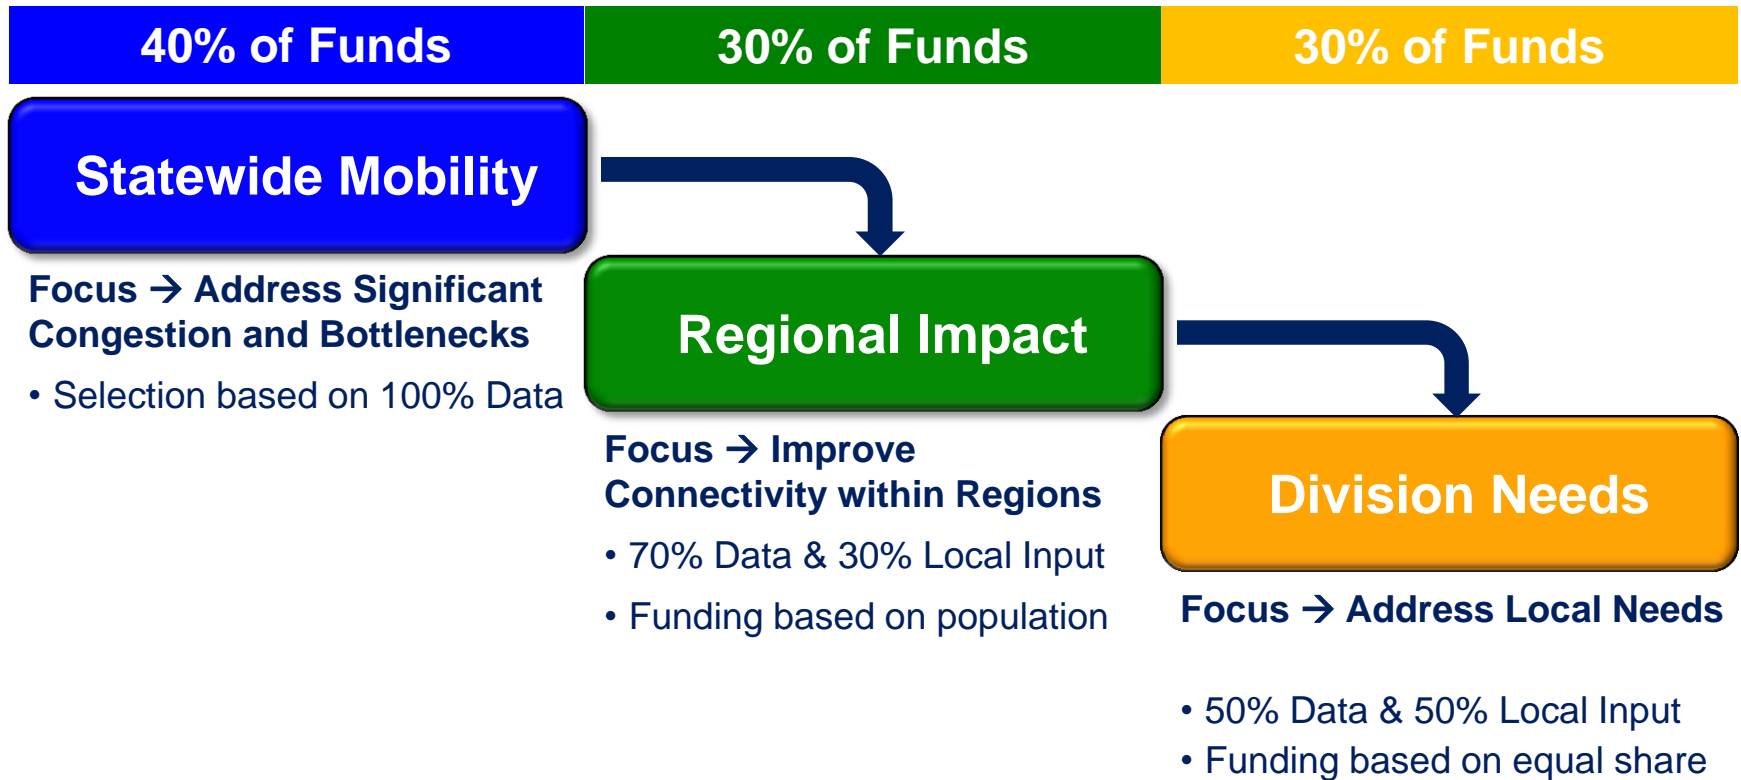 40% of Funds
30% of Funds
30% of Funds
Statewide Mobility
Focus → Address Significant
Congestion and Bottlenecks
• Selection based on 100% Data
Regional Impact
Focus → Improve
Connectivity within Regions
• 70% Data & 30% Local Input
• Funding based on population
Division Needs
Focus → Address Local Needs
• 50% Data & 50% Local Input
• Funding based on equal share